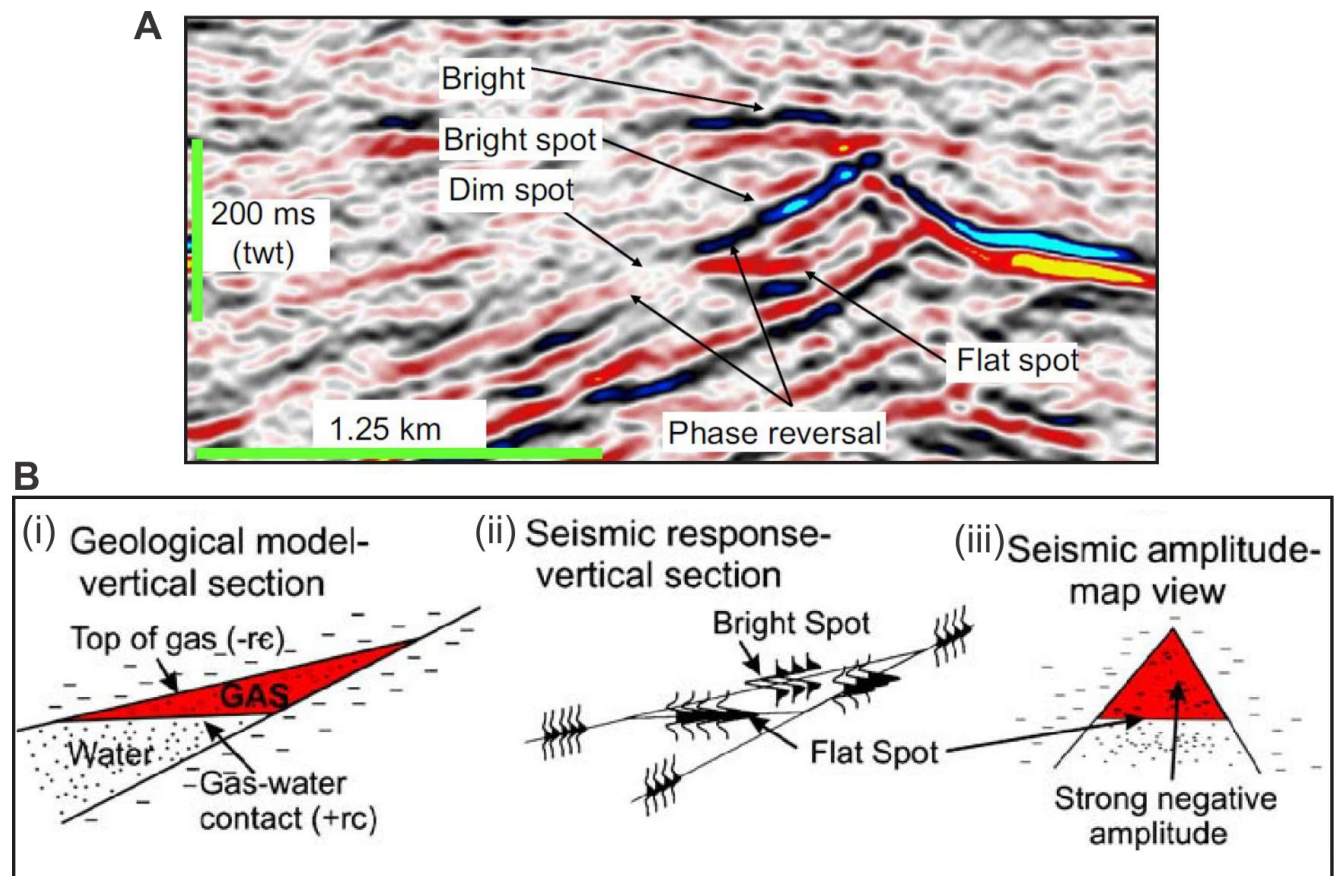 A
Bright
Bright spot
Dim spot
200 ms
(twt)
Flat spot
1.25 km
Phase reversal
B
(i) Geological model-
vertical section
Top of gas (-rc)
GAS
Water
Gas-water
contact (+rc)
(ii) Seismic response-
vertical section
Bright Spot
Flat Spot
(iii) Seismic amplitude-
map view
Strong negative
amplitude